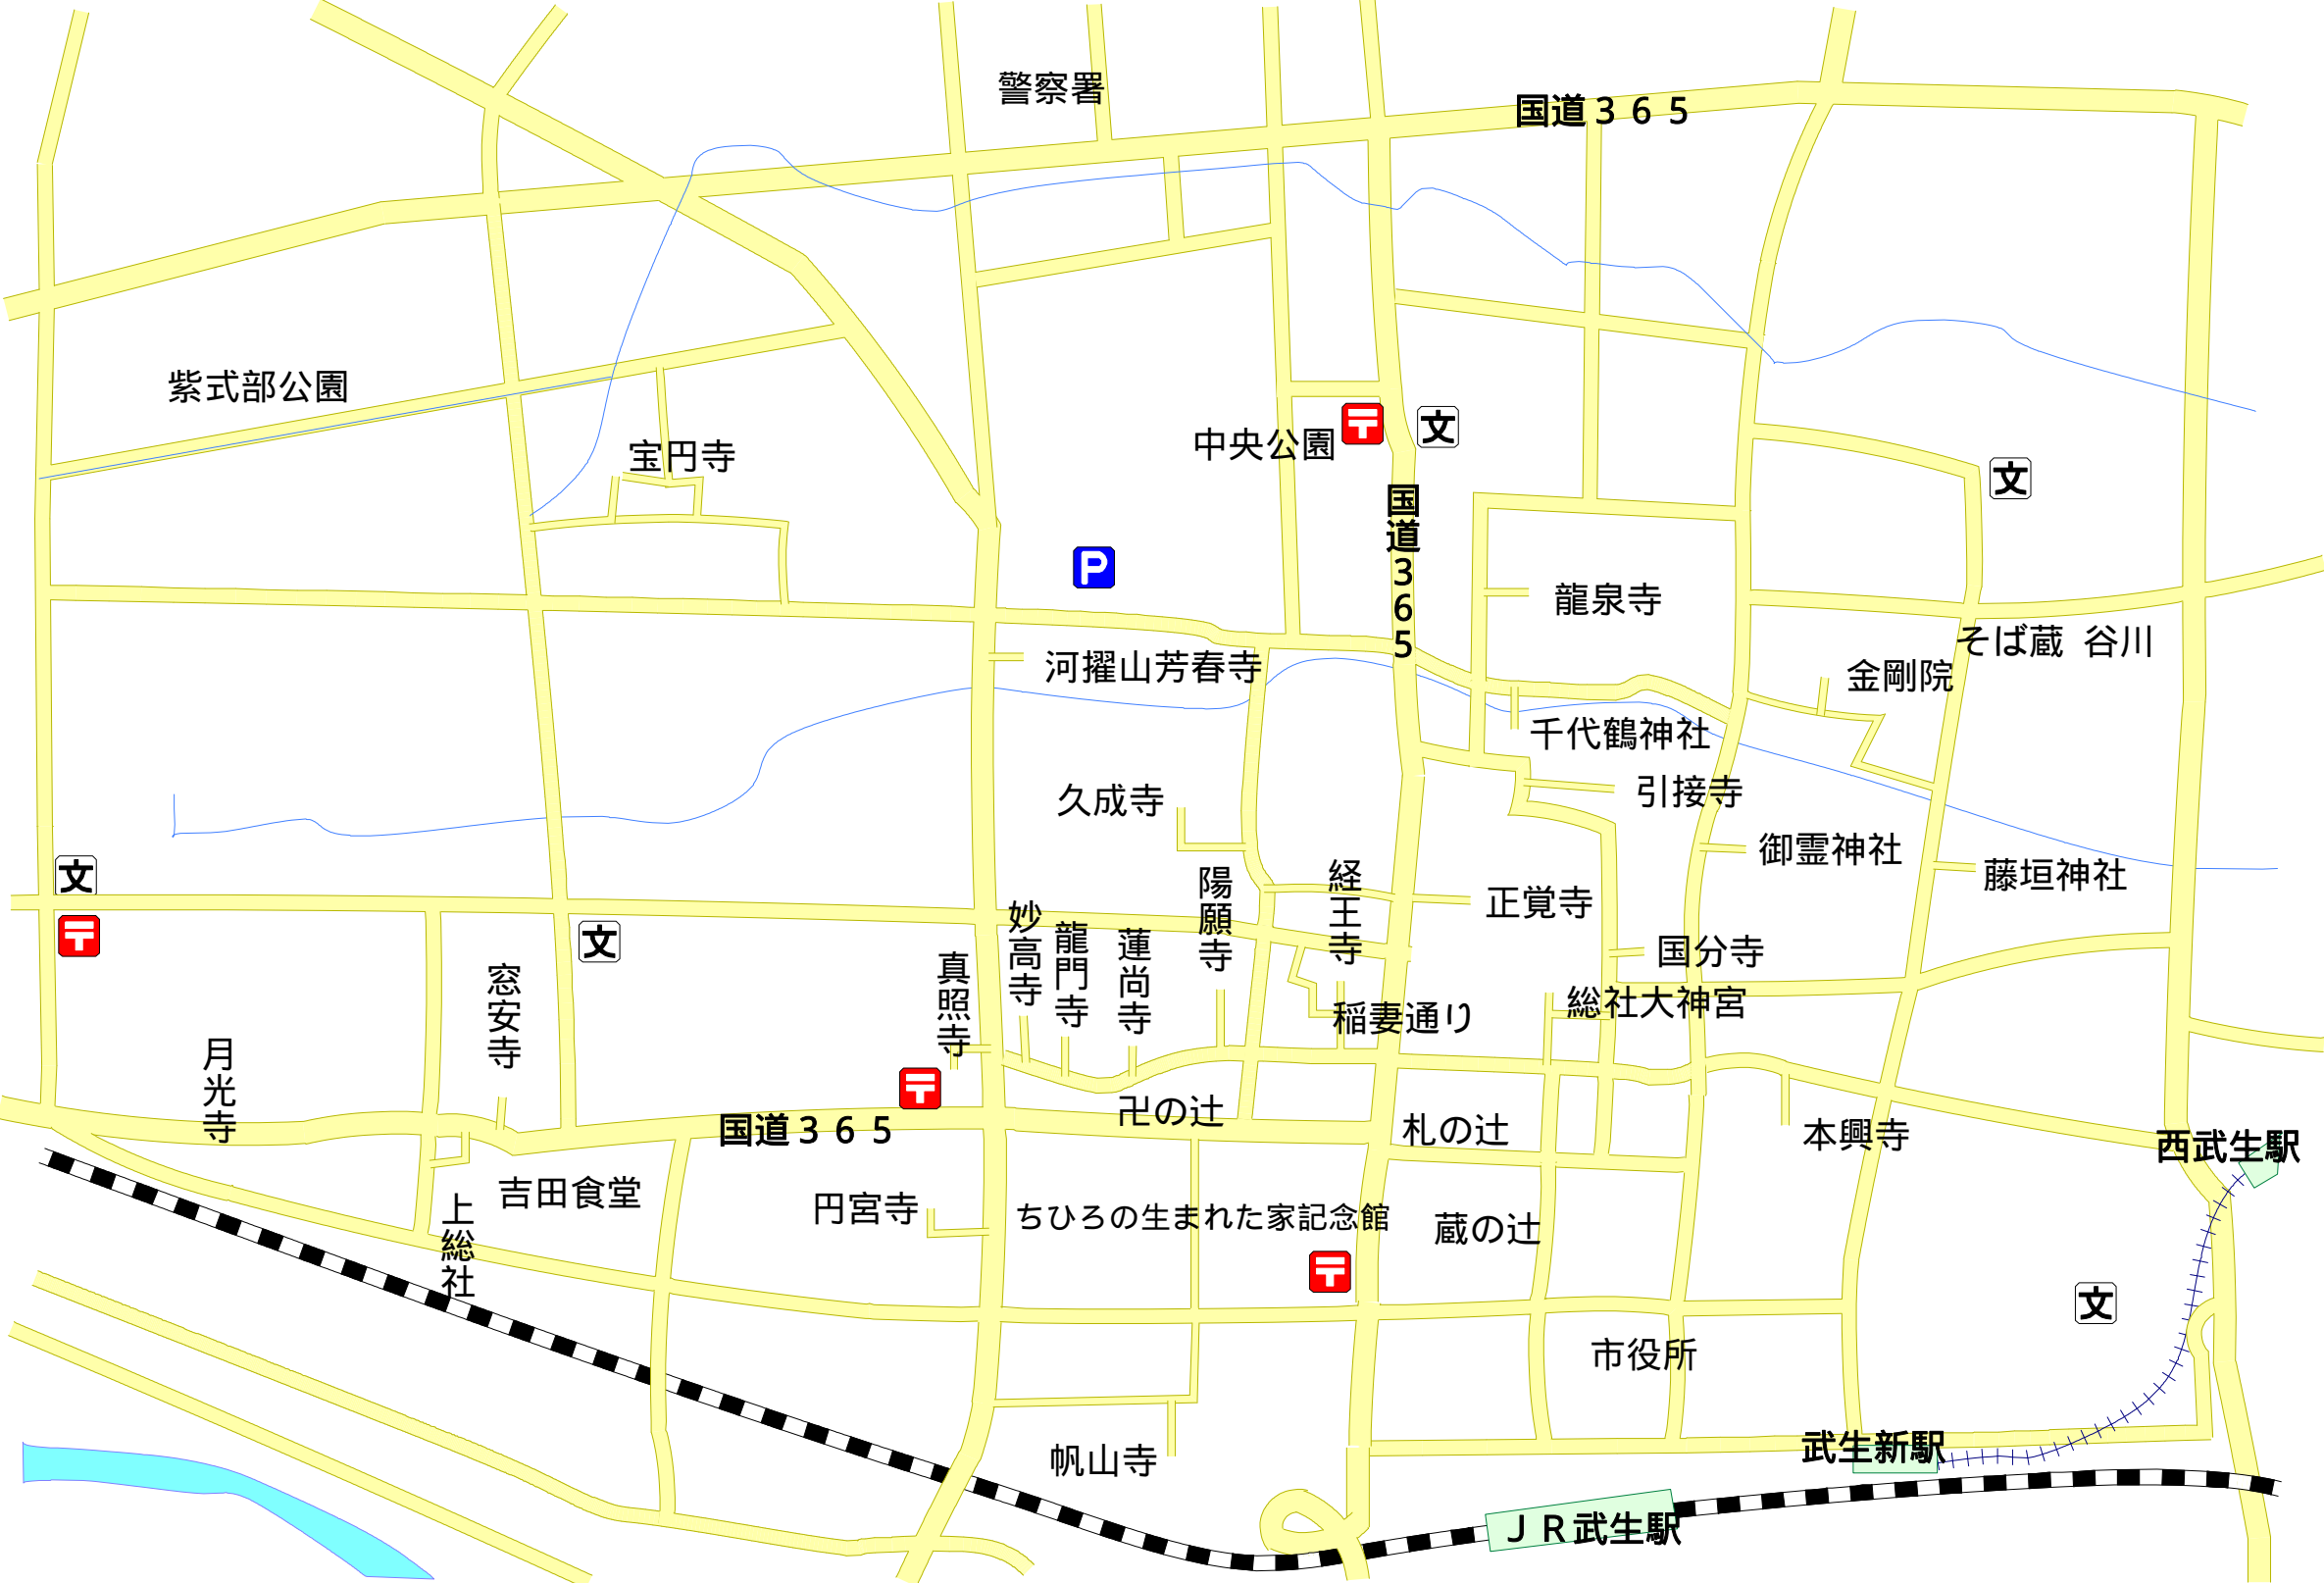 警察署
国道３６５
紫式部公園
宝円寺
中央公園
〒
文
文
国道３６５
P
龍泉寺
そば蔵 谷川
河擢山芳春寺
金剛院
千代鶴神社
引接寺
久成寺
御霊神社
藤垣神社
文
陽願寺
経王寺
正覚寺
〒
文
妙高寺
龍門寺
蓮尚寺
国分寺
真照寺
窓安寺
総社大神宮
稲妻通り
月光寺
〒
卍の辻
国道３６５
札の辻
本興寺
西武生駅
吉田食堂
上総社
円宮寺
ちひろの生まれた家記念館
蔵の辻
〒
文
市役所
武生新駅
帆山寺
ＪＲ武生駅